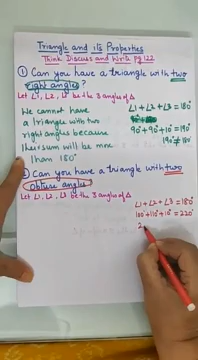 Triangle and its Properties
Think Discuss and Write pg 122
① Can you have a triangle with two
right angles?
Let ∠1, ∠2, ∠3 be the 3 angles of Δ
We cannot have
a triangle with two
right angles because
their sum will be more
than 180°
∠1 + ∠2 + ∠3 = 180°
90°+90°+10° = 190°
190° ≠ 180°
② Can you have a triangle with two
obtuse angles?
Let ∠1, ∠2, ∠3 be the 3 angles of Δ
∠1 + ∠2 + ∠3 = 180°
100°+110°+10° = 220°
2